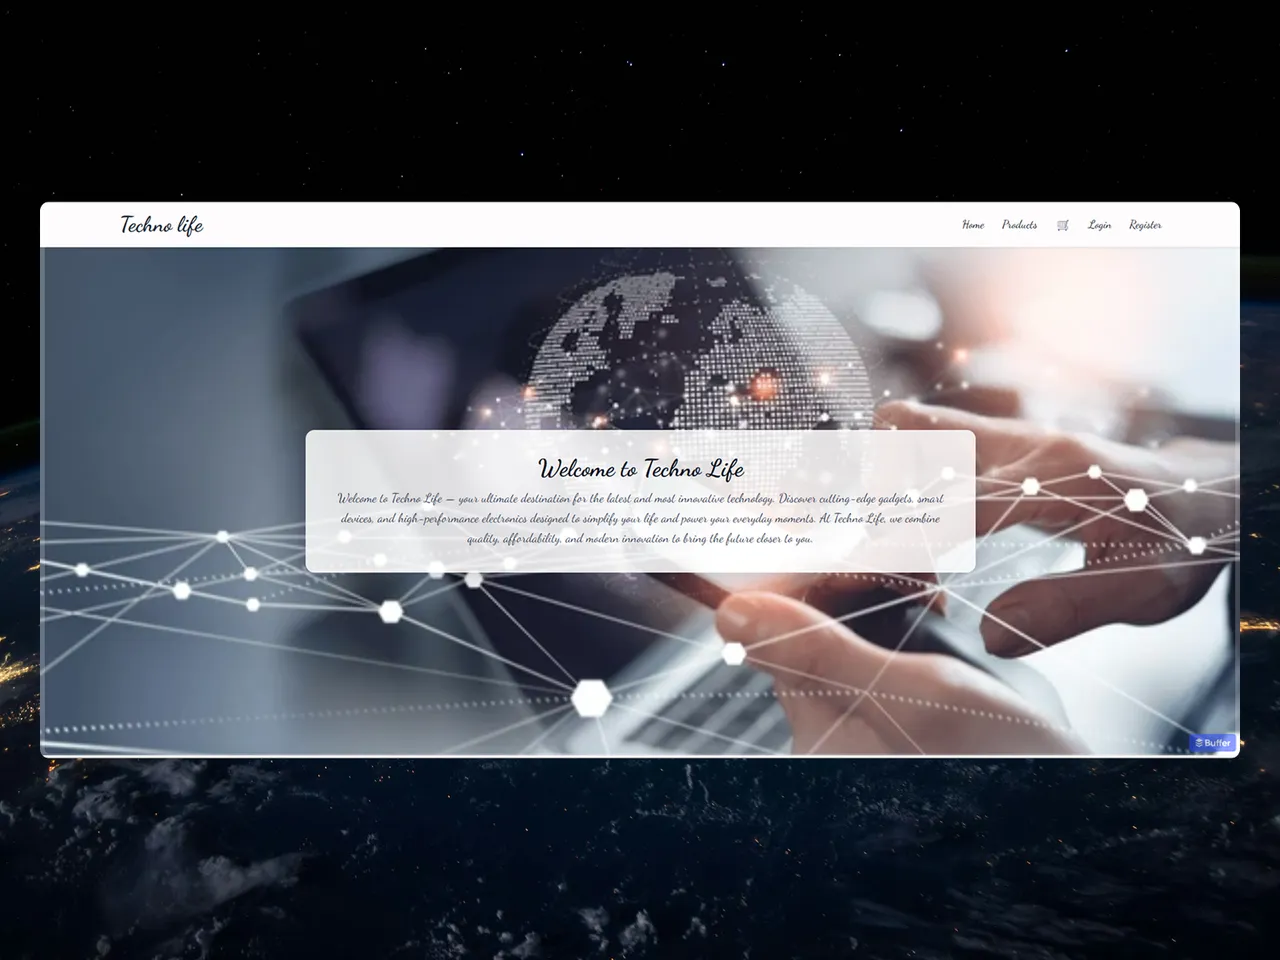 Techno life
Home Products Login Register
Welcome to Techno Life
Welcome to Techno Life — your ultimate destination for the latest and most innovative technology. Discover cutting-edge gadgets, smart
devices, and high-performance electronics designed to simplify your life and power your everyday moments. At Techno Life, we combine
quality, affordability, and modern innovation to bring the future closer to you.
Buffer